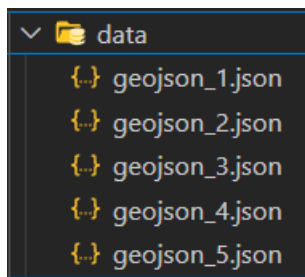 data
{..} geojson_1.json
{..} geojson_2.json
{..} geojson_3.json
{..} geojson_4.json
{..} geojson_5.json